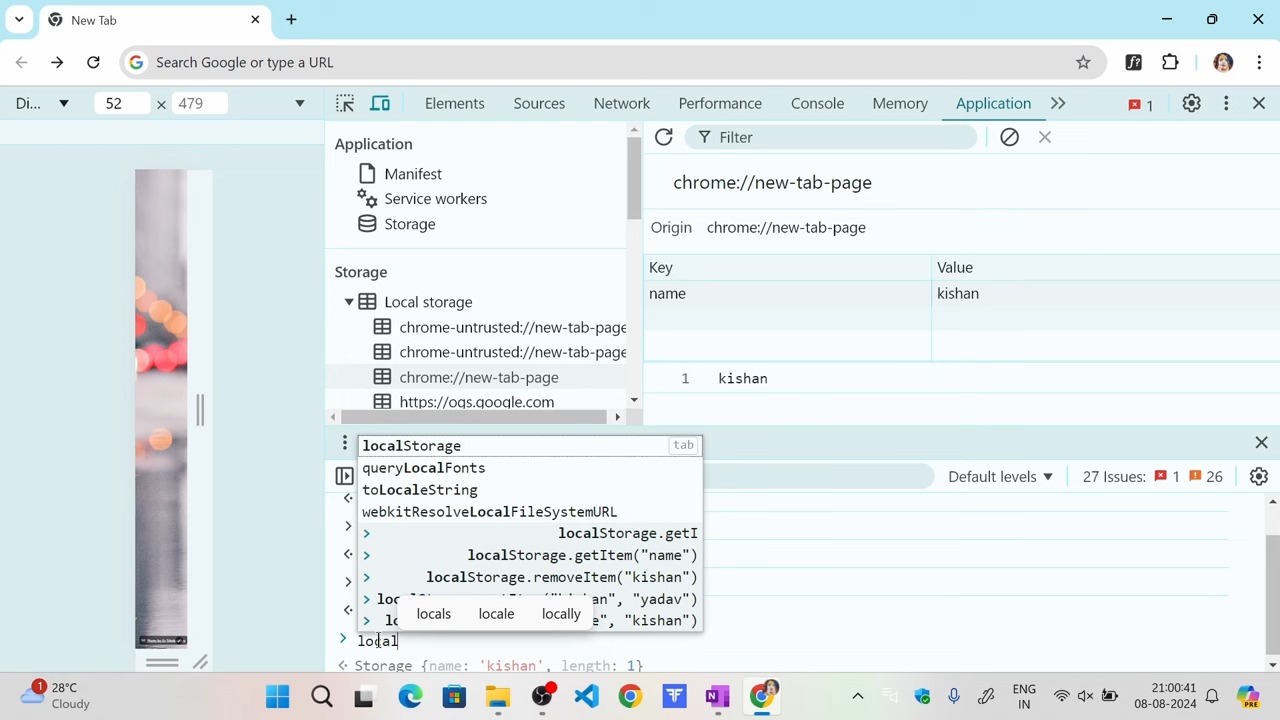 New Tab
Search Google or type a URL
Di...
52
×
479
Elements
Sources
Network
Performance
Console
Memory
Application
1
Application
Manifest
Service workers
Storage
Storage
Local storage
chrome-untrusted://new-tab-page
chrome-untrusted://new-tab-page
chrome://new-tab-page
https://ogs.google.com
Filter
chrome://new-tab-page
Origin chrome://new-tab-page
Key Value
name kishan
1 kishan
Default levels
27 Issues: 1 26
localStorage tab
queryLocalFonts
toLocaleString
webkitResolveLocalFileSystemURL
> localStorage.getI
> localStorage.getItem("name")
> localStorage.removeItem("kishan")
"yadav")
"kishan")
locals locale locally
> local
Storage {name: 'kishan', length: 1}
1
28°C
Cloudy
ENG
IN
21:00:41
08-08-2024
PRE